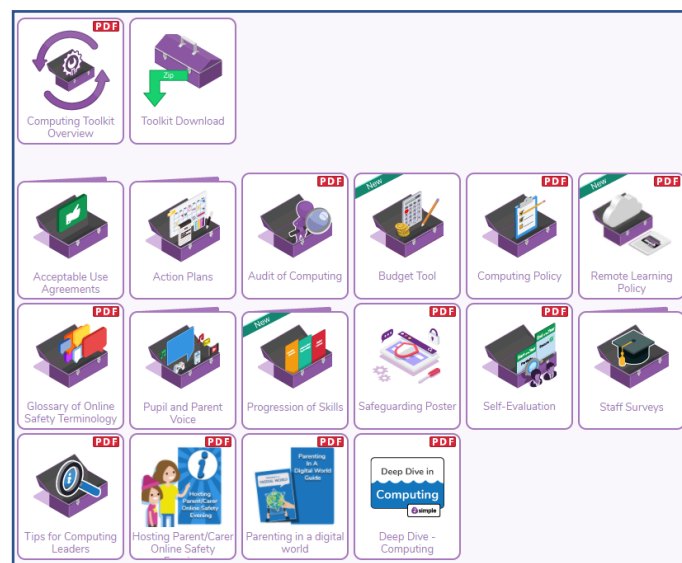 PDF
Computing Toolkit
Overview
Zip
Toolkit Download
Acceptable Use
Agreements
Action Plans
PDF
Audit of Computing
New
Budget Tool
PDF
Computing Policy
New
PDF
Remote Learning
Policy
PDF
Glossary of Online
Safety Terminology
Pupil and Parent
Voice
New
Progression of Skills
PDF
Safeguarding Poster
PDF
Self-Evaluation
Staff Surveys
PDF
Tips for Computing
Leaders
PDF
Hosting
Parent/Carer
Online Safety
Evening
Hosting Parent/Carer
Online Safety
PDF
Parenting
In A
Digital World
Guide
DIGITAL WORLD
Parenting in a digital
world
PDF
Deep Dive in
Computing
simple
Deep Dive -
Computing